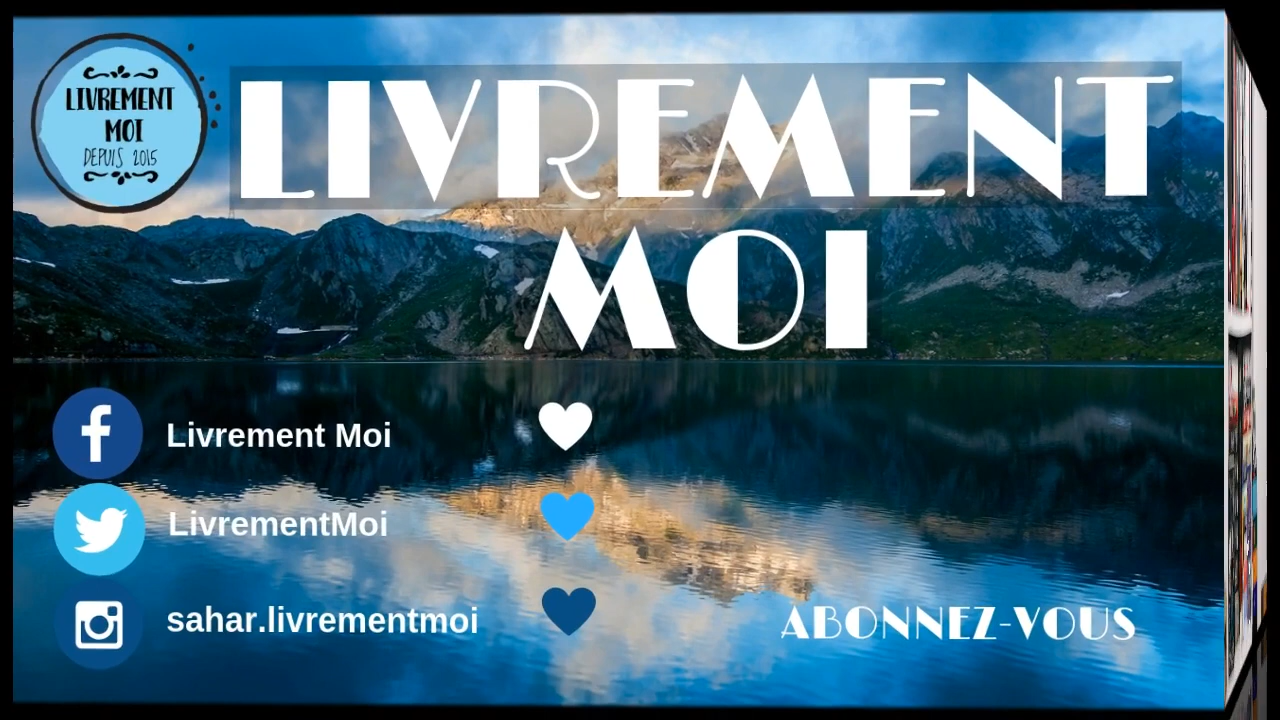 LIVREMENT
MOI
DEPUIS 2015
LIVREMENT
MOI
Livrement Moi
LivrementMoi
sahar.livrementmoi
ABONNEZ-VOUS